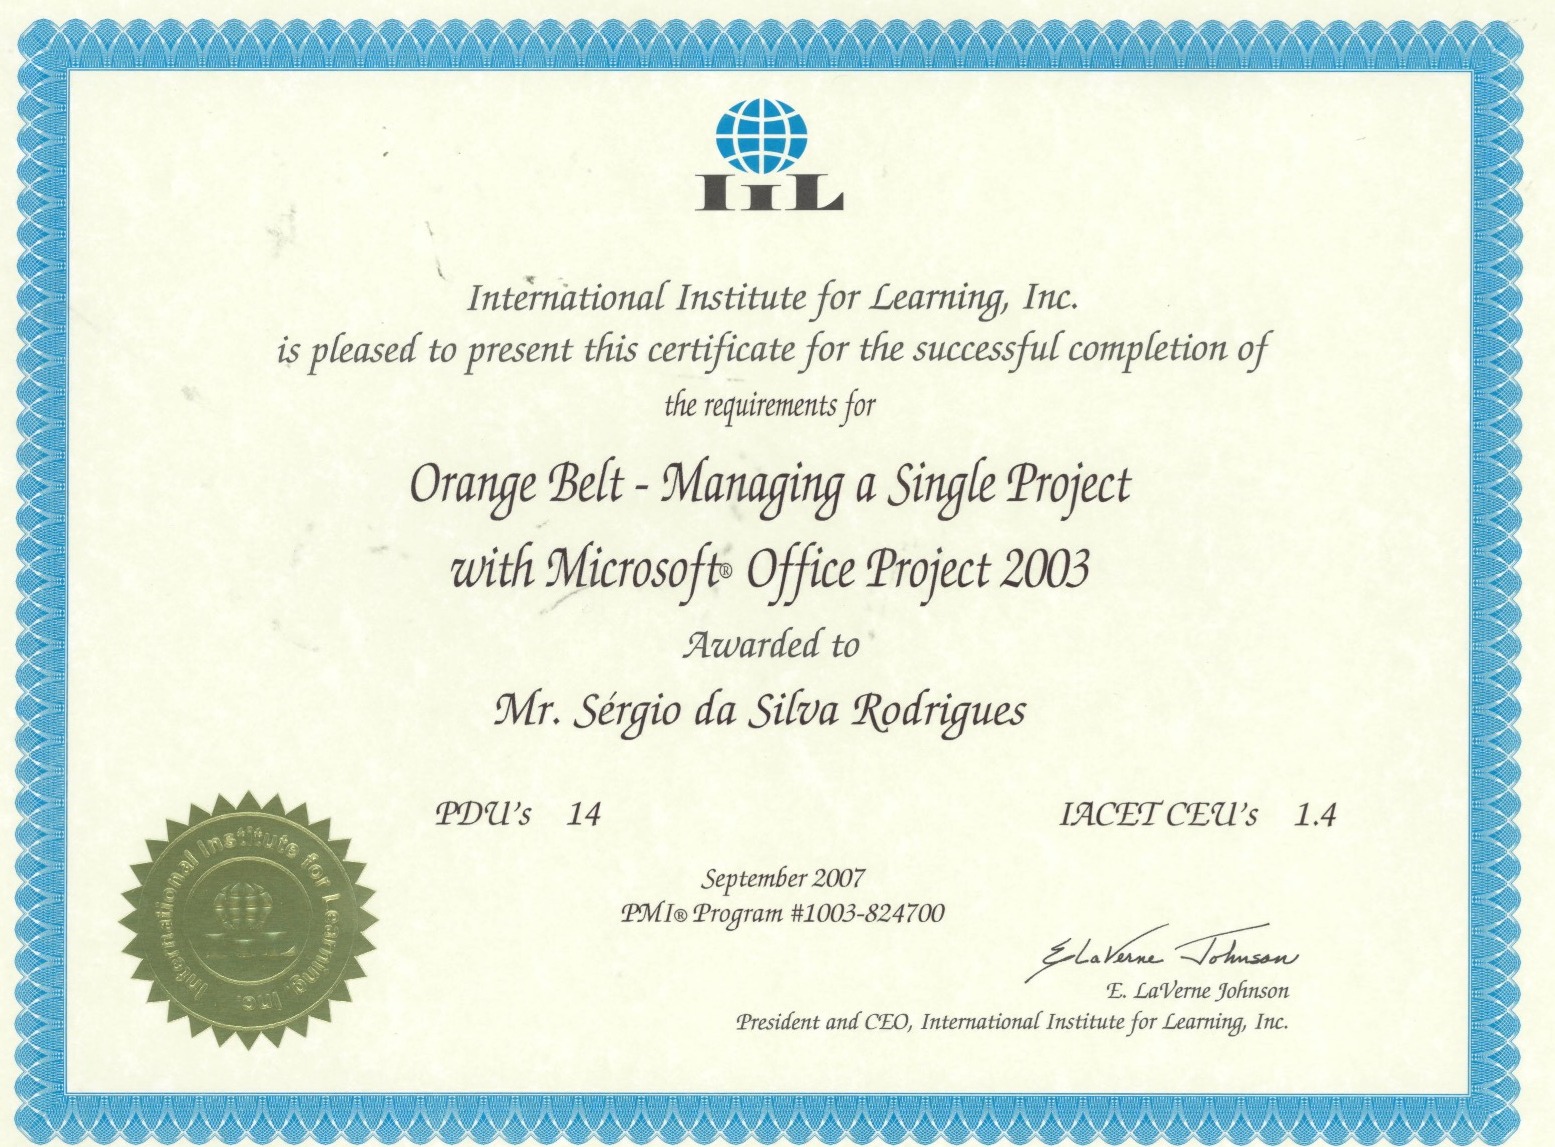 IIL
International Institute for Learning, Inc.
is pleased to present this certificate for the successful completion of
the requirements for
Orange Belt - Managing a Single Project
with Microsoft® Office Project 2003
Awarded to
Mr. Sérgio da Silva Rodrigues
PDU's 14 IACET CEU's 1.4
September 2007
PMI® Program #1003-824700
E LaVerne Johnson
E. LaVerne Johnson
President and CEO, International Institute for Learning, Inc.
International Institute for Learning, Inc.
IIL